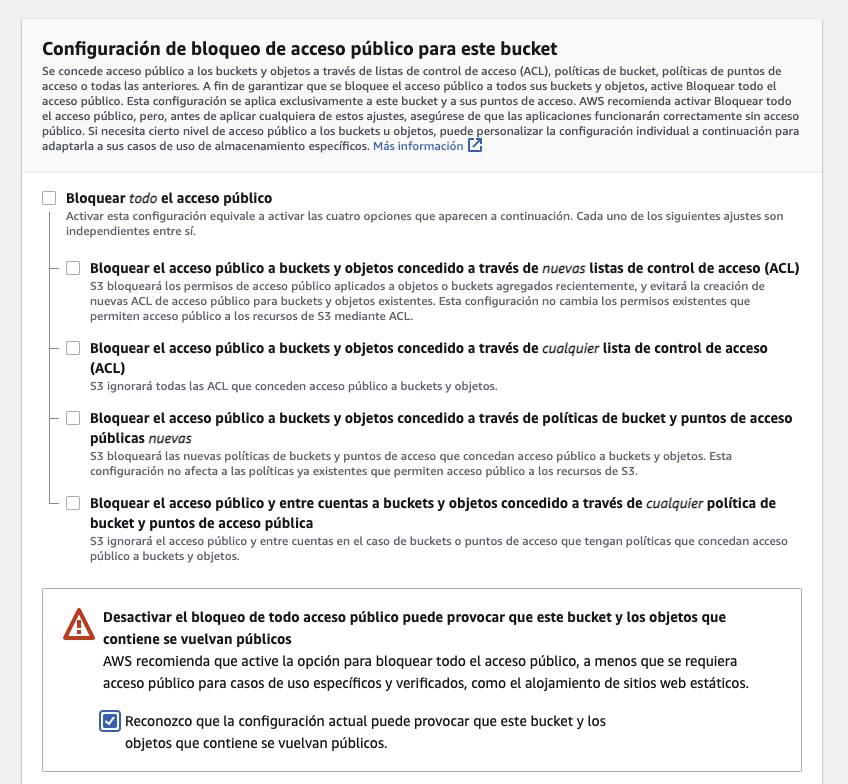 Configuración de bloqueo de acceso público para este bucket
Se concede acceso público a los buckets y objetos a través de listas de control de acceso (ACL), políticas de bucket, políticas de puntos de
acceso o todas las anteriores. A fin de garantizar que se bloquee el acceso público a todos sus buckets y objetos, active Bloquear todo el
acceso público. Esta configuración se aplica exclusivamente a este bucket y a sus puntos de acceso. AWS recomienda activar Bloquear todo
el acceso público, pero, antes de aplicar cualquiera de estos ajustes, asegúrese de que las aplicaciones funcionarán correctamente sin acceso
público. Si necesita cierto nivel de acceso público a los buckets u objetos, puede personalizar la configuración individual a continuación para
adaptarla a sus casos de uso de almacenamiento específicos. Más información
Bloquear todo el acceso público
Activar esta configuración equivale a activar las cuatro opciones que aparecen a continuación. Cada uno de los siguientes ajustes son
independientes entre sí.
Bloquear el acceso público a buckets y objetos concedido a través de nuevas listas de control de acceso (ACL)
S3 bloqueará los permisos de acceso público aplicados a objetos o buckets agregados recientemente, y evitará la creación de
nuevas ACL de acceso público para buckets y objetos existentes. Esta configuración no cambia los permisos existentes que
permiten acceso público a los recursos de S3 mediante ACL.
Bloquear el acceso público a buckets y objetos concedido a través de cualquier lista de control de acceso
(ACL)
S3 ignorará todas las ACL que conceden acceso público a buckets y objetos.
Bloquear el acceso público a buckets y objetos concedido a través de políticas de bucket y puntos de acceso
públicas nuevas
S3 bloqueará las nuevas políticas de buckets y puntos de acceso que concedan acceso público a buckets y objetos. Esta
configuración no afecta a las políticas ya existentes que permiten acceso público a los recursos de S3.
Bloquear el acceso público y entre cuentas a buckets y objetos concedido a través de cualquier política de
bucket y puntos de acceso pública
S3 ignorará el acceso público y entre cuentas en el caso de buckets o puntos de acceso que tengan políticas que concedan acceso
público a buckets y objetos.
Desactivar el bloqueo de todo acceso público puede provocar que este bucket y los objetos que
contiene se vuelvan públicos
AWS recomienda que active la opción para bloquear todo el acceso público, a menos que se requiera
acceso público para casos de uso específicos y verificados, como el alojamiento de sitios web estáticos.
Reconozco que la configuración actual puede provocar que este bucket y los
objetos que contiene se vuelvan públicos.